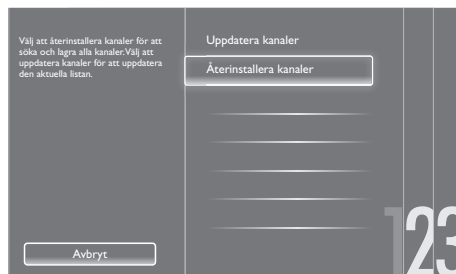 Välj att återinstallera kanaler för att
söka och lagra alla kanaler. Välj att
uppdatera kanaler för att uppdatera
den aktuella listan.
Uppdatera kanaler
Återinstallera kanaler
Avbryt
123